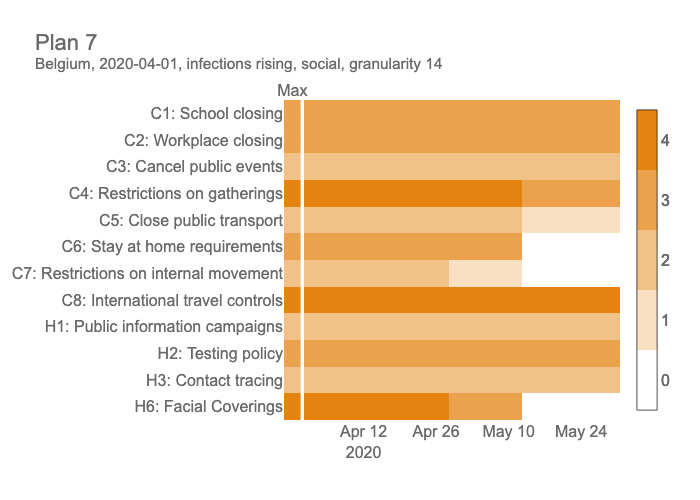 Plan 7
Belgium, 2020-04-01, infections rising, social, granularity 14
Max
C1: School closing
C2: Workplace closing
C3: Cancel public events
C4: Restrictions on gatherings
C5: Close public transport
C6: Stay at home requirements
C7: Restrictions on internal movement
C8: International travel controls
H1: Public information campaigns
H2: Testing policy
H3: Contact tracing
H6: Facial Coverings
Apr 12 Apr 26 May 10 May 24
2020
4
3
2
1
0